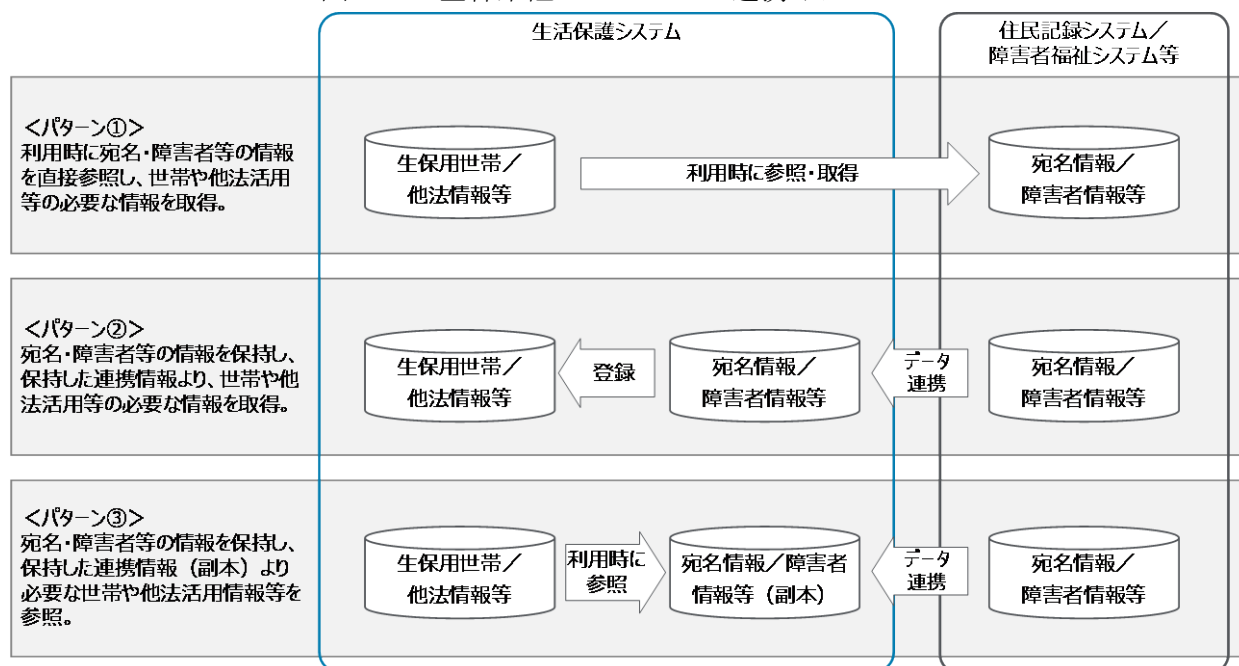 生活保護システム
住民記録システム/
障害者福祉システム等
<パターン①>
利用時に宛名・障害者等の情報
を直接参照し、世帯や他法活用
等の必要な情報を取得。
生保用世帯/
他法情報等
利用時に参照・取得
宛名情報/
障害者情報等
<パターン②>
宛名・障害者等の情報を保持し、
保持した連携情報より、世帯や他
法活用等の必要な情報を取得。
生保用世帯/
他法情報等
登録
宛名情報/
障害者情報等
データ
連携
宛名情報/
障害者情報等
<パターン③>
宛名・障害者等の情報を保持し、
保持した連携情報(副本)より
必要な世帯や他法活用情報等を
参照。
生保用世帯/
他法情報等
利用時に
参照
宛名情報/障害者
情報等(副本)
データ
連携
宛名情報/
障害者情報等